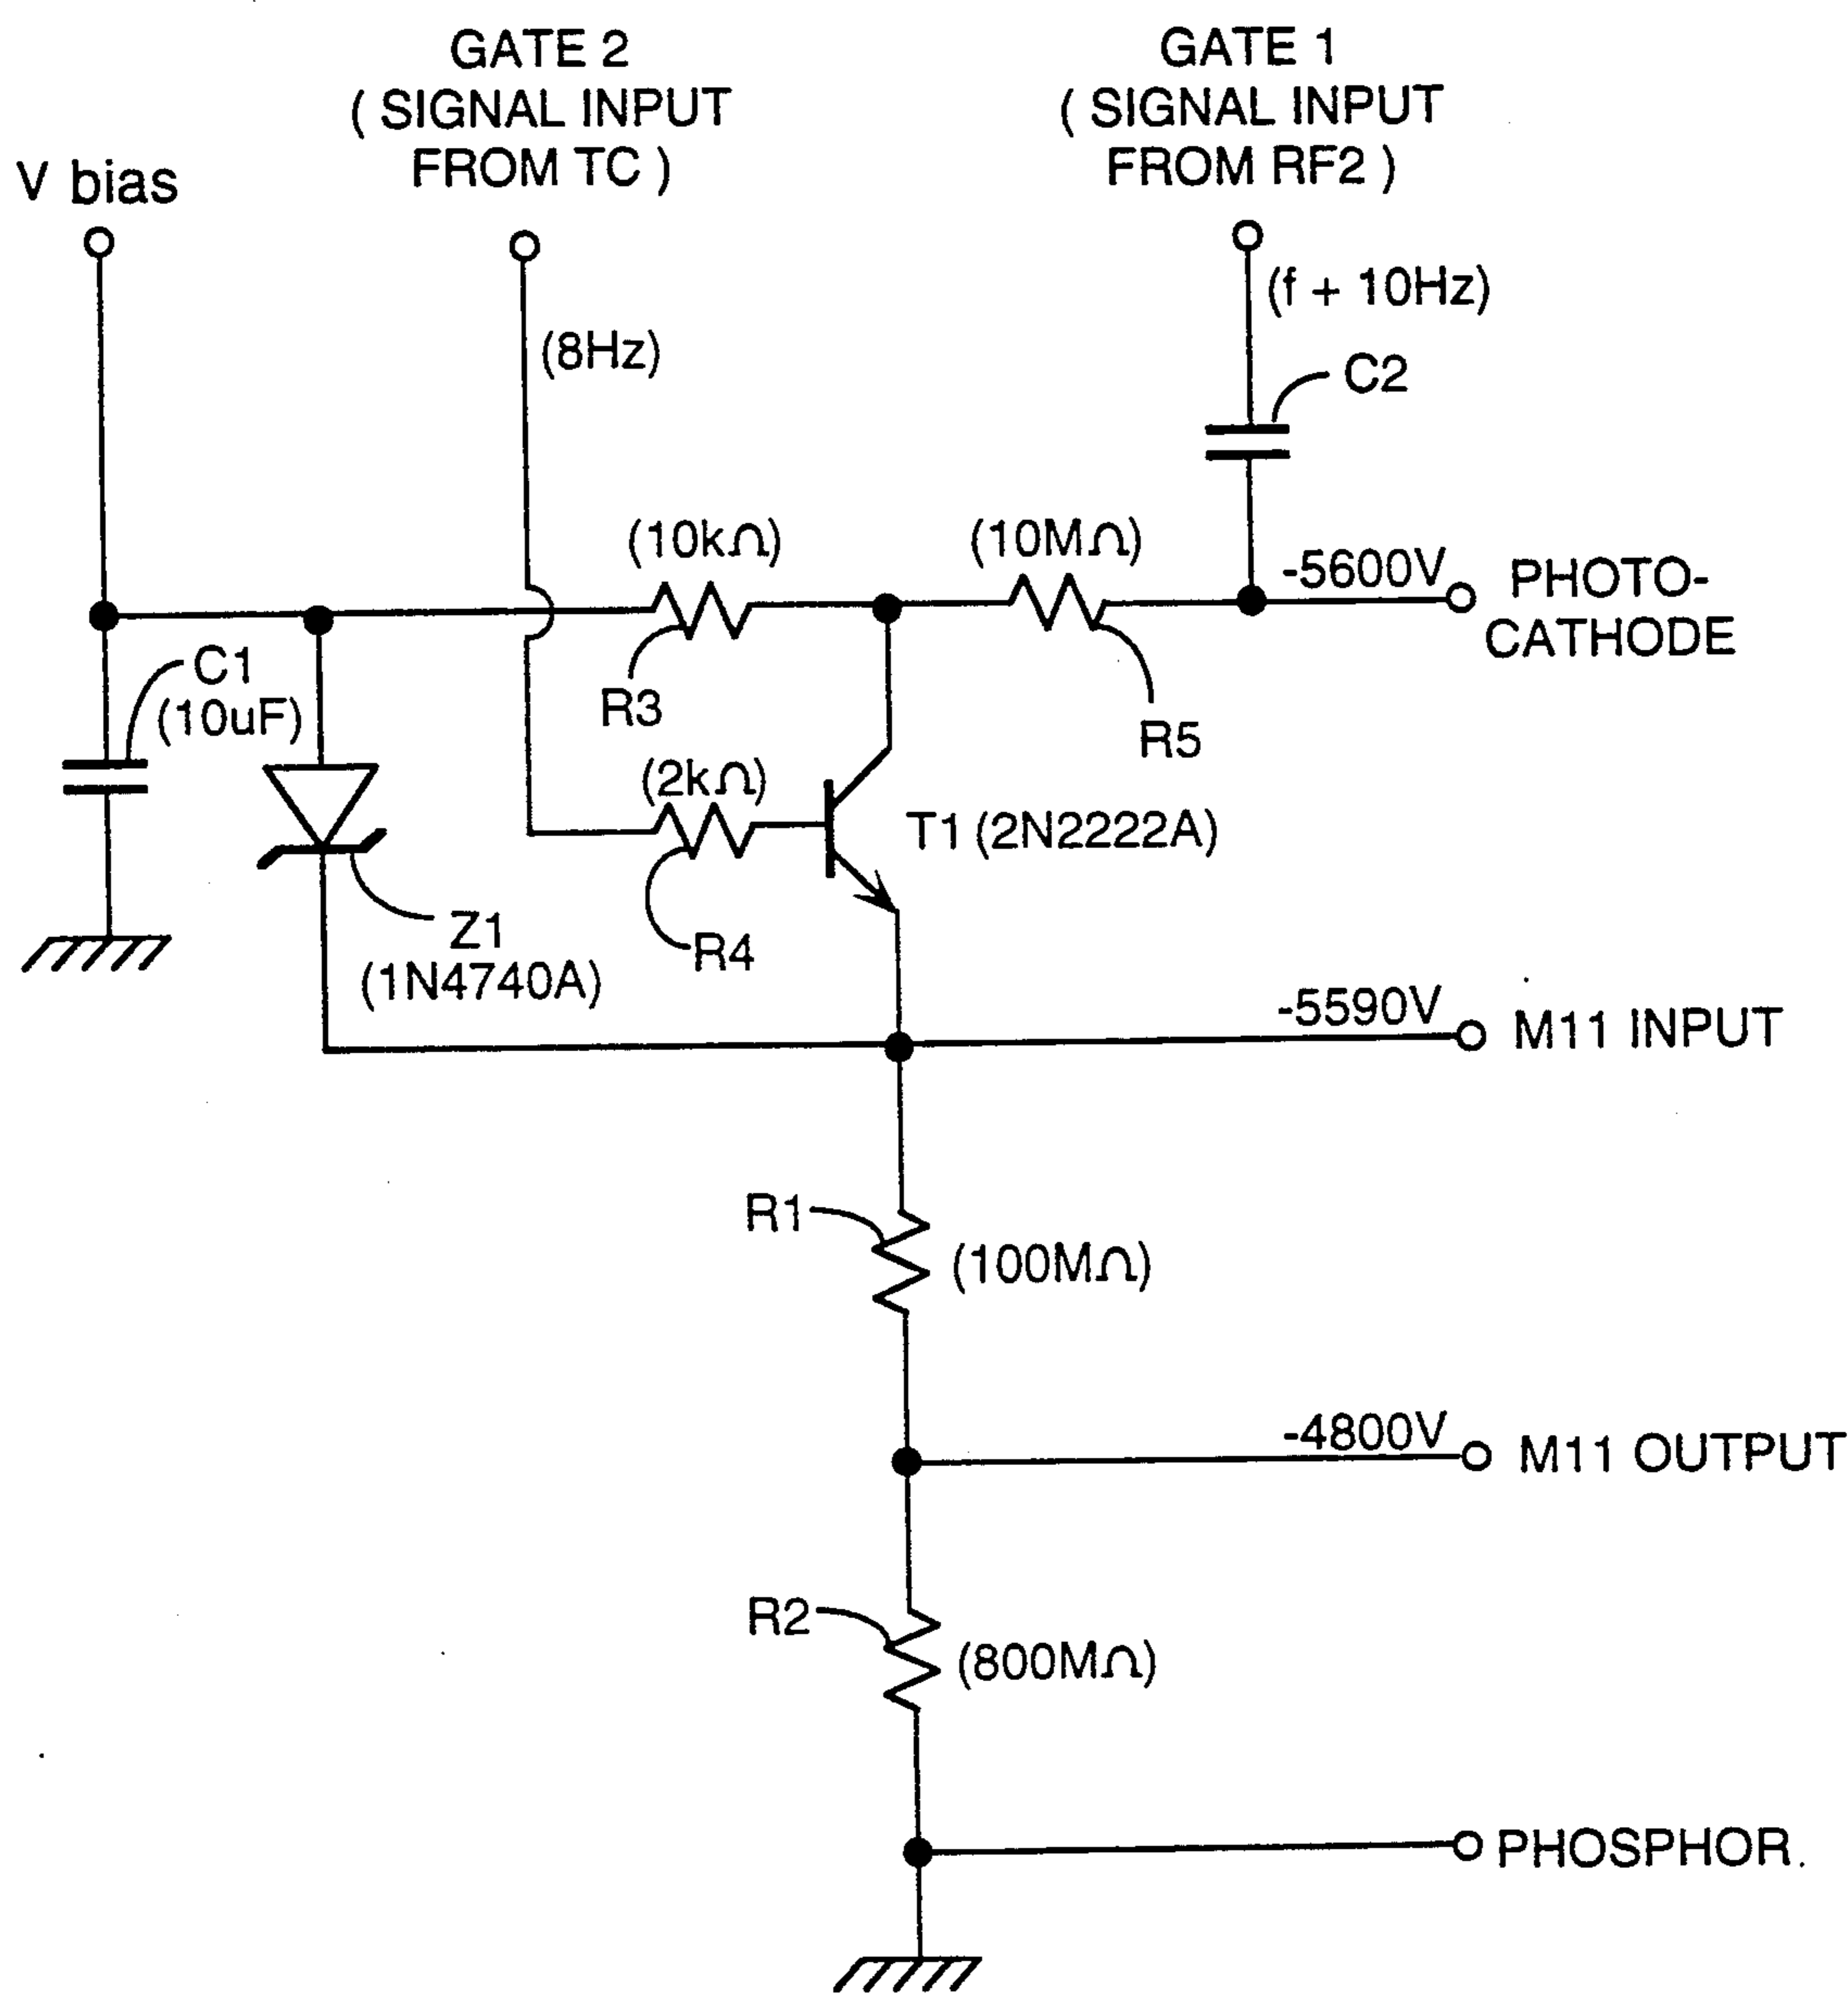 GATE 2
( SIGNAL INPUT
FROM TC )
GATE 1
( SIGNAL INPUT
FROM RF2 )
V bias
(f + 10Hz)
(8Hz)
C2
(10kΩ)
(10MΩ)
-5600V
PHOTO-
CATHODE
C1
(10uF)
R3
R5
(2kΩ)
T1 (2N2222A)
Z1
(1N4740A)
R4
-5590V
M11 INPUT
R1
(100MΩ)
-4800V
M11 OUTPUT
R2
(800MΩ)
PHOSPHOR.